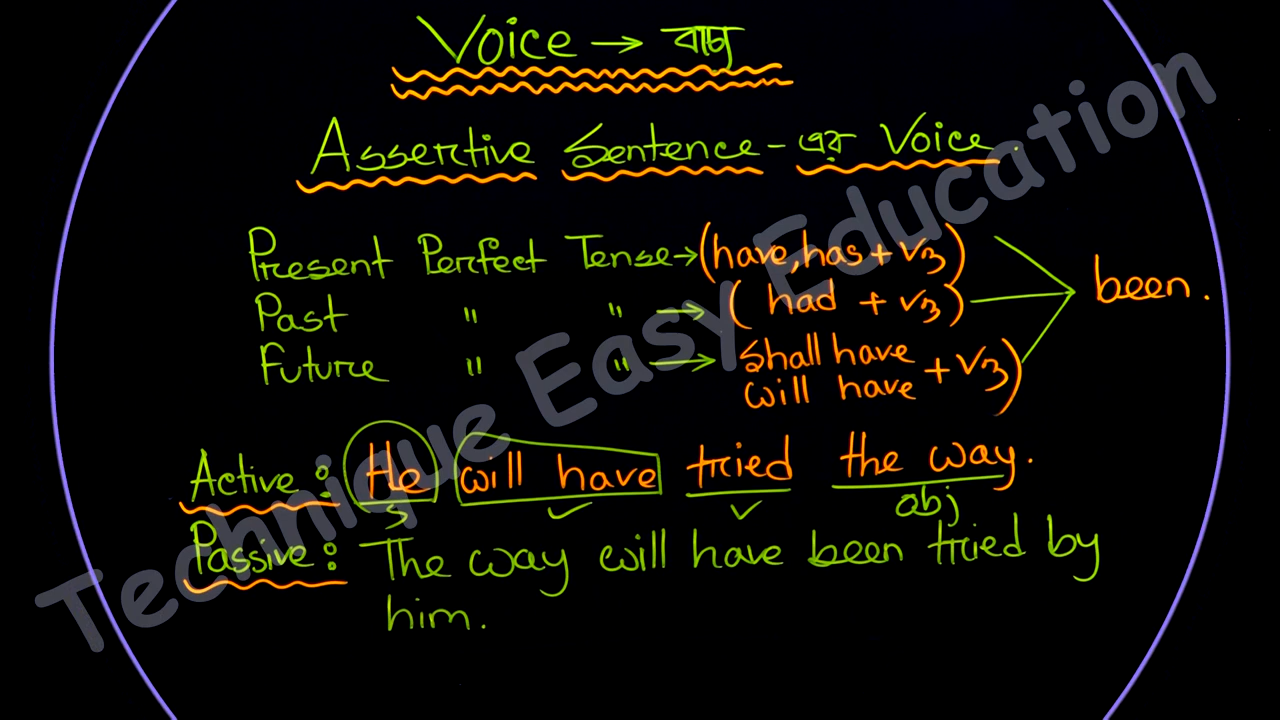 Voice → বাচ্য
Assertive Sentence - এর Voice.
Present Perfect Tense → (have, has + V3)
Past " " → ( had + V3)
Future " " → shall have
will have + V3)
been.
Active : He will have tried the way.
S obj
Passive : The way will have been tried by
him.
Technique Easy Education